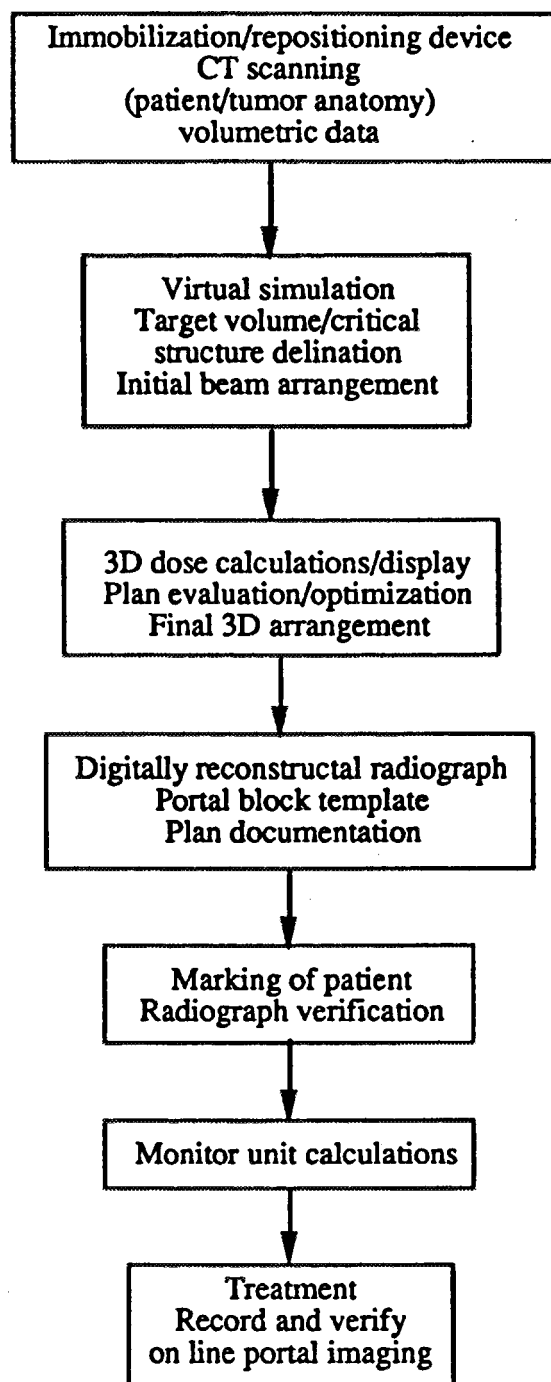 Immobilization/repositioning device
CT scanning
(patient/tumor anatomy)
volumetric data
Virtual simulation
Target volume/critical
structure delination
Initial beam arrangement
3D dose calculations/display
Plan evaluation/optimization
Final 3D arrangement
Digitally reconstructal radiograph
Portal block template
Plan documentation
Marking of patient
Radiograph verification
Monitor unit calculations
Treatment
Record and verify
on line portal imaging